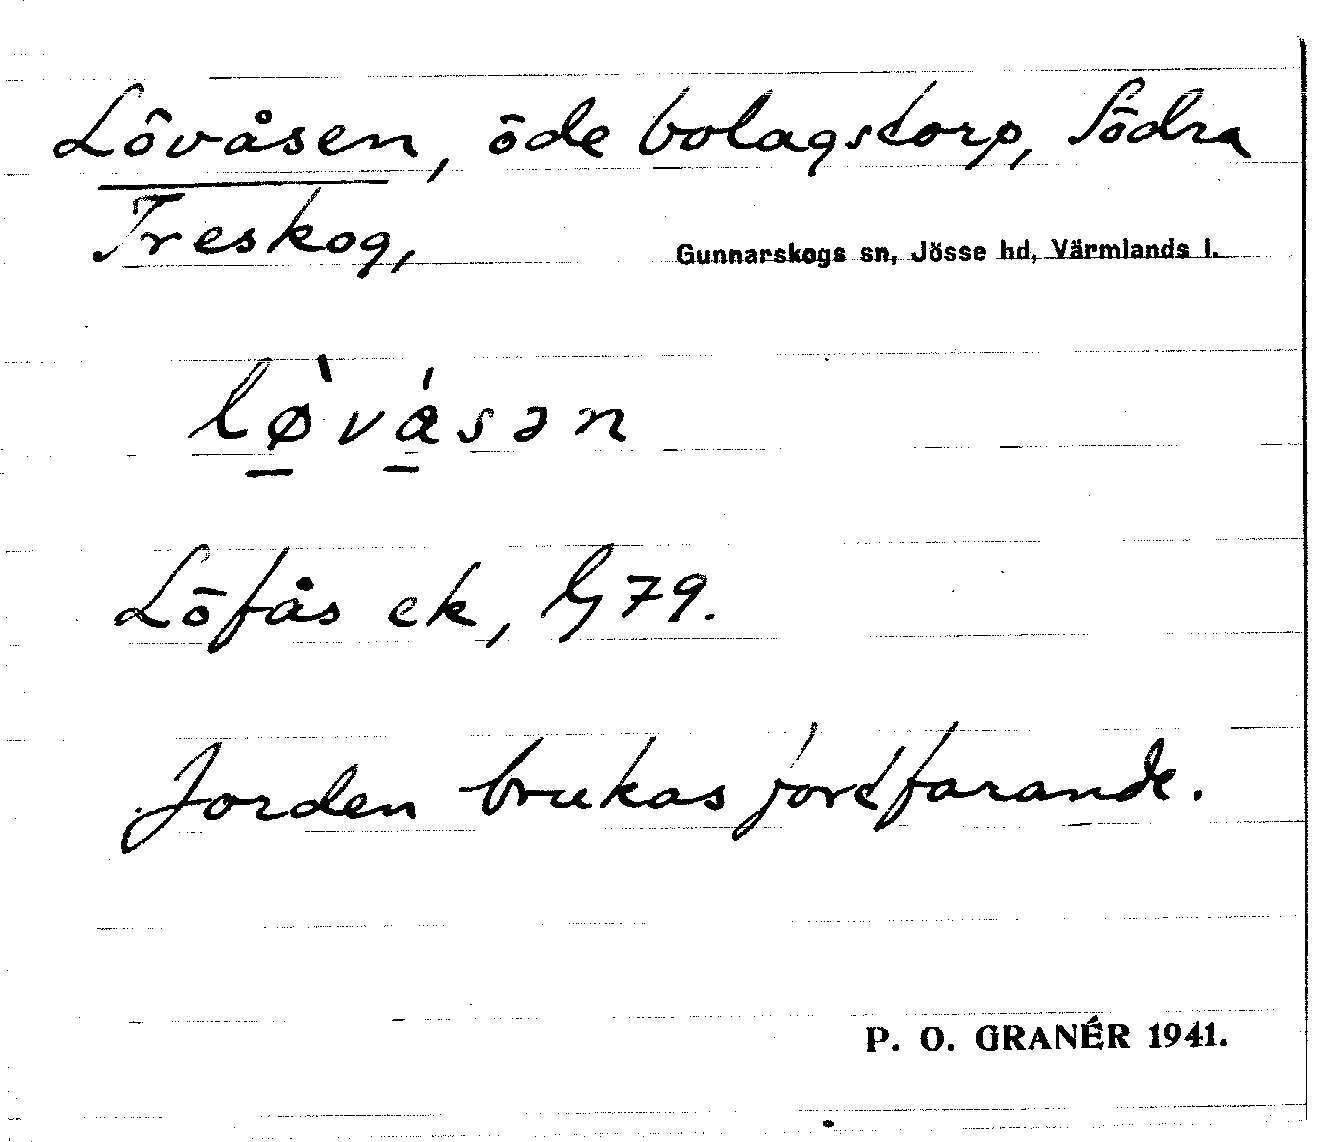 Lövåsen, öde bolagstorp, Södra
Treskog,
Gunnarskogs sn, Jösse hd, Värmlands l.
lø̠̀vá̠sən
Löfås ek, G79.
Jorden brukas fortfarande.
P. O. GRANÉR 1941.